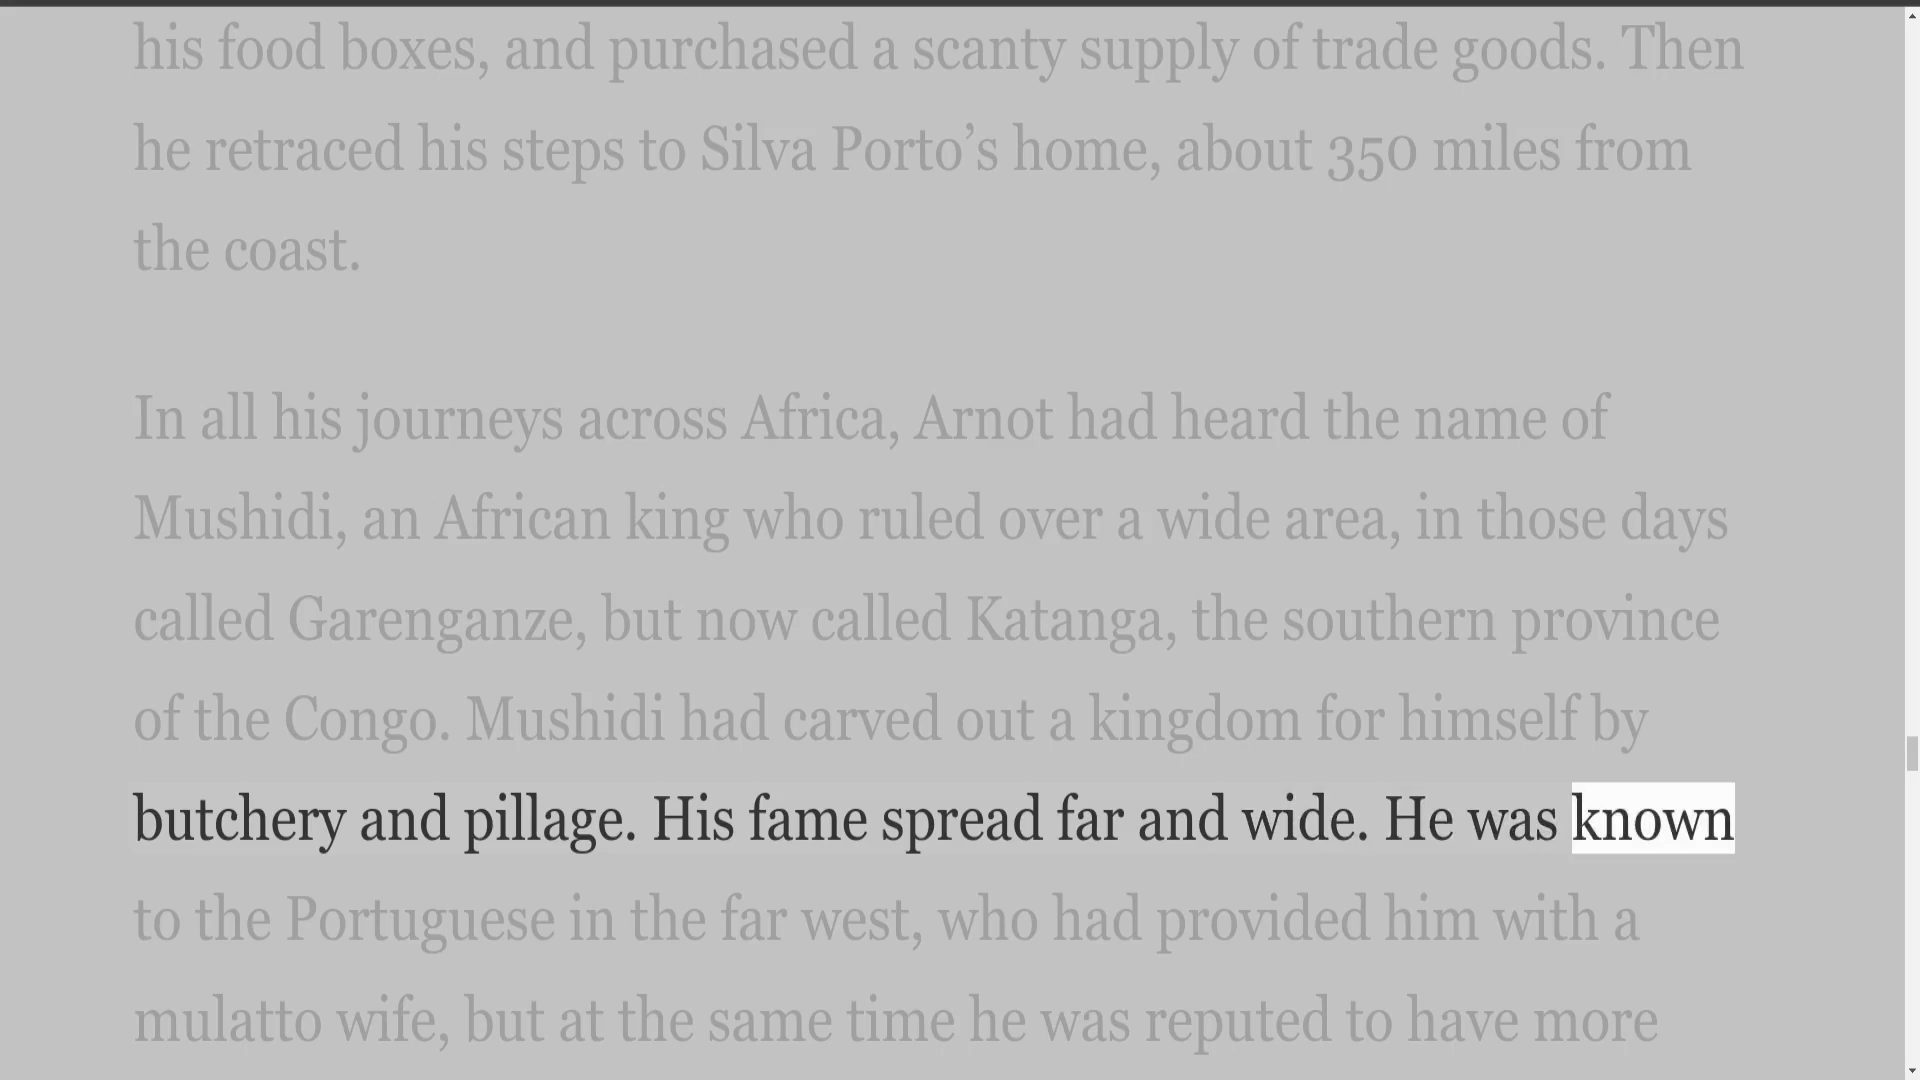 his food boxes, and purchased a scanty supply of trade goods. Then
he retraced his steps to Silva Porto’s home, about 350 miles from
the coast.
In all his journeys across Africa, Arnot had heard the name of
Mushidi, an African king who ruled over a wide area, in those days
called Garenganze, but now called Katanga, the southern province
of the Congo. Mushidi had carved out a kingdom for himself by
butchery and pillage. His fame spread far and wide. He was known
to the Portuguese in the far west, who had provided him with a
mulatto wife, but at the same time he was reputed to have more